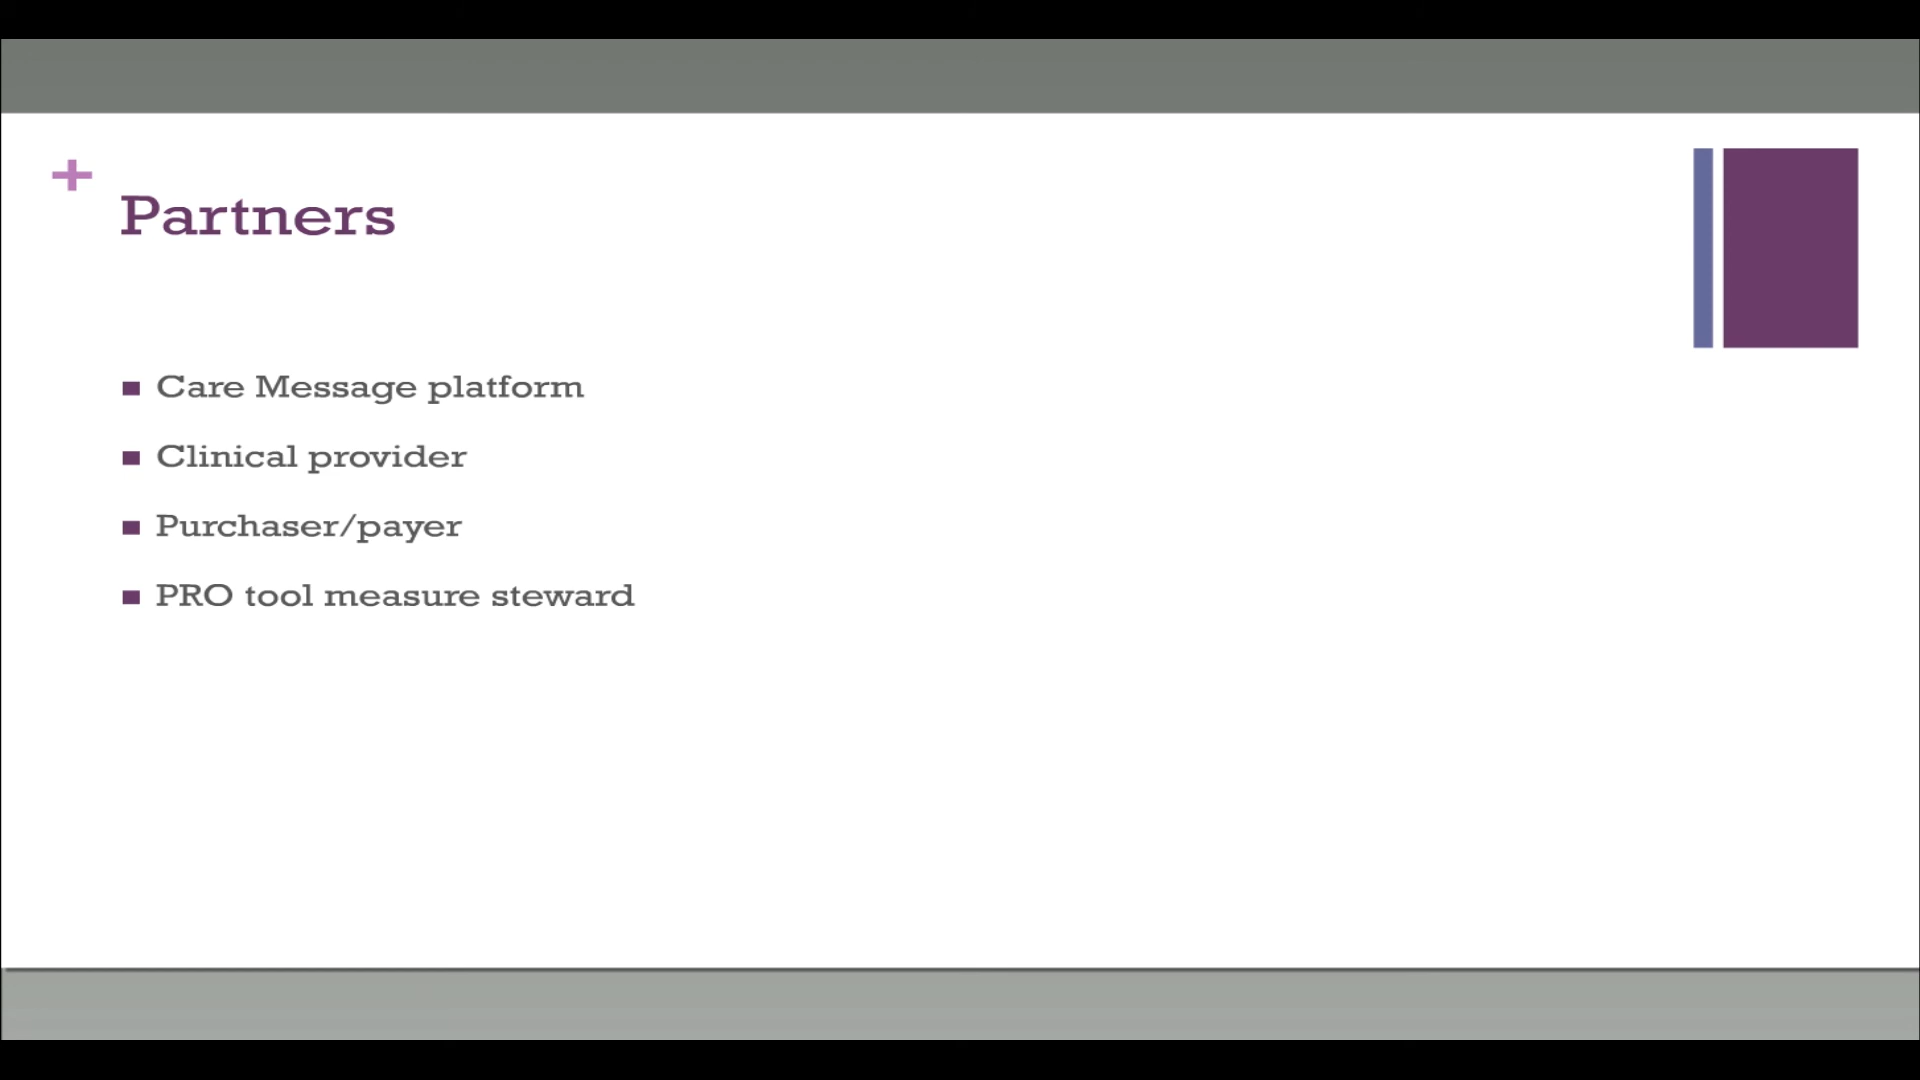 +
Partners
Care Message platform
Clinical provider
Purchaser/payer
PRO tool measure steward